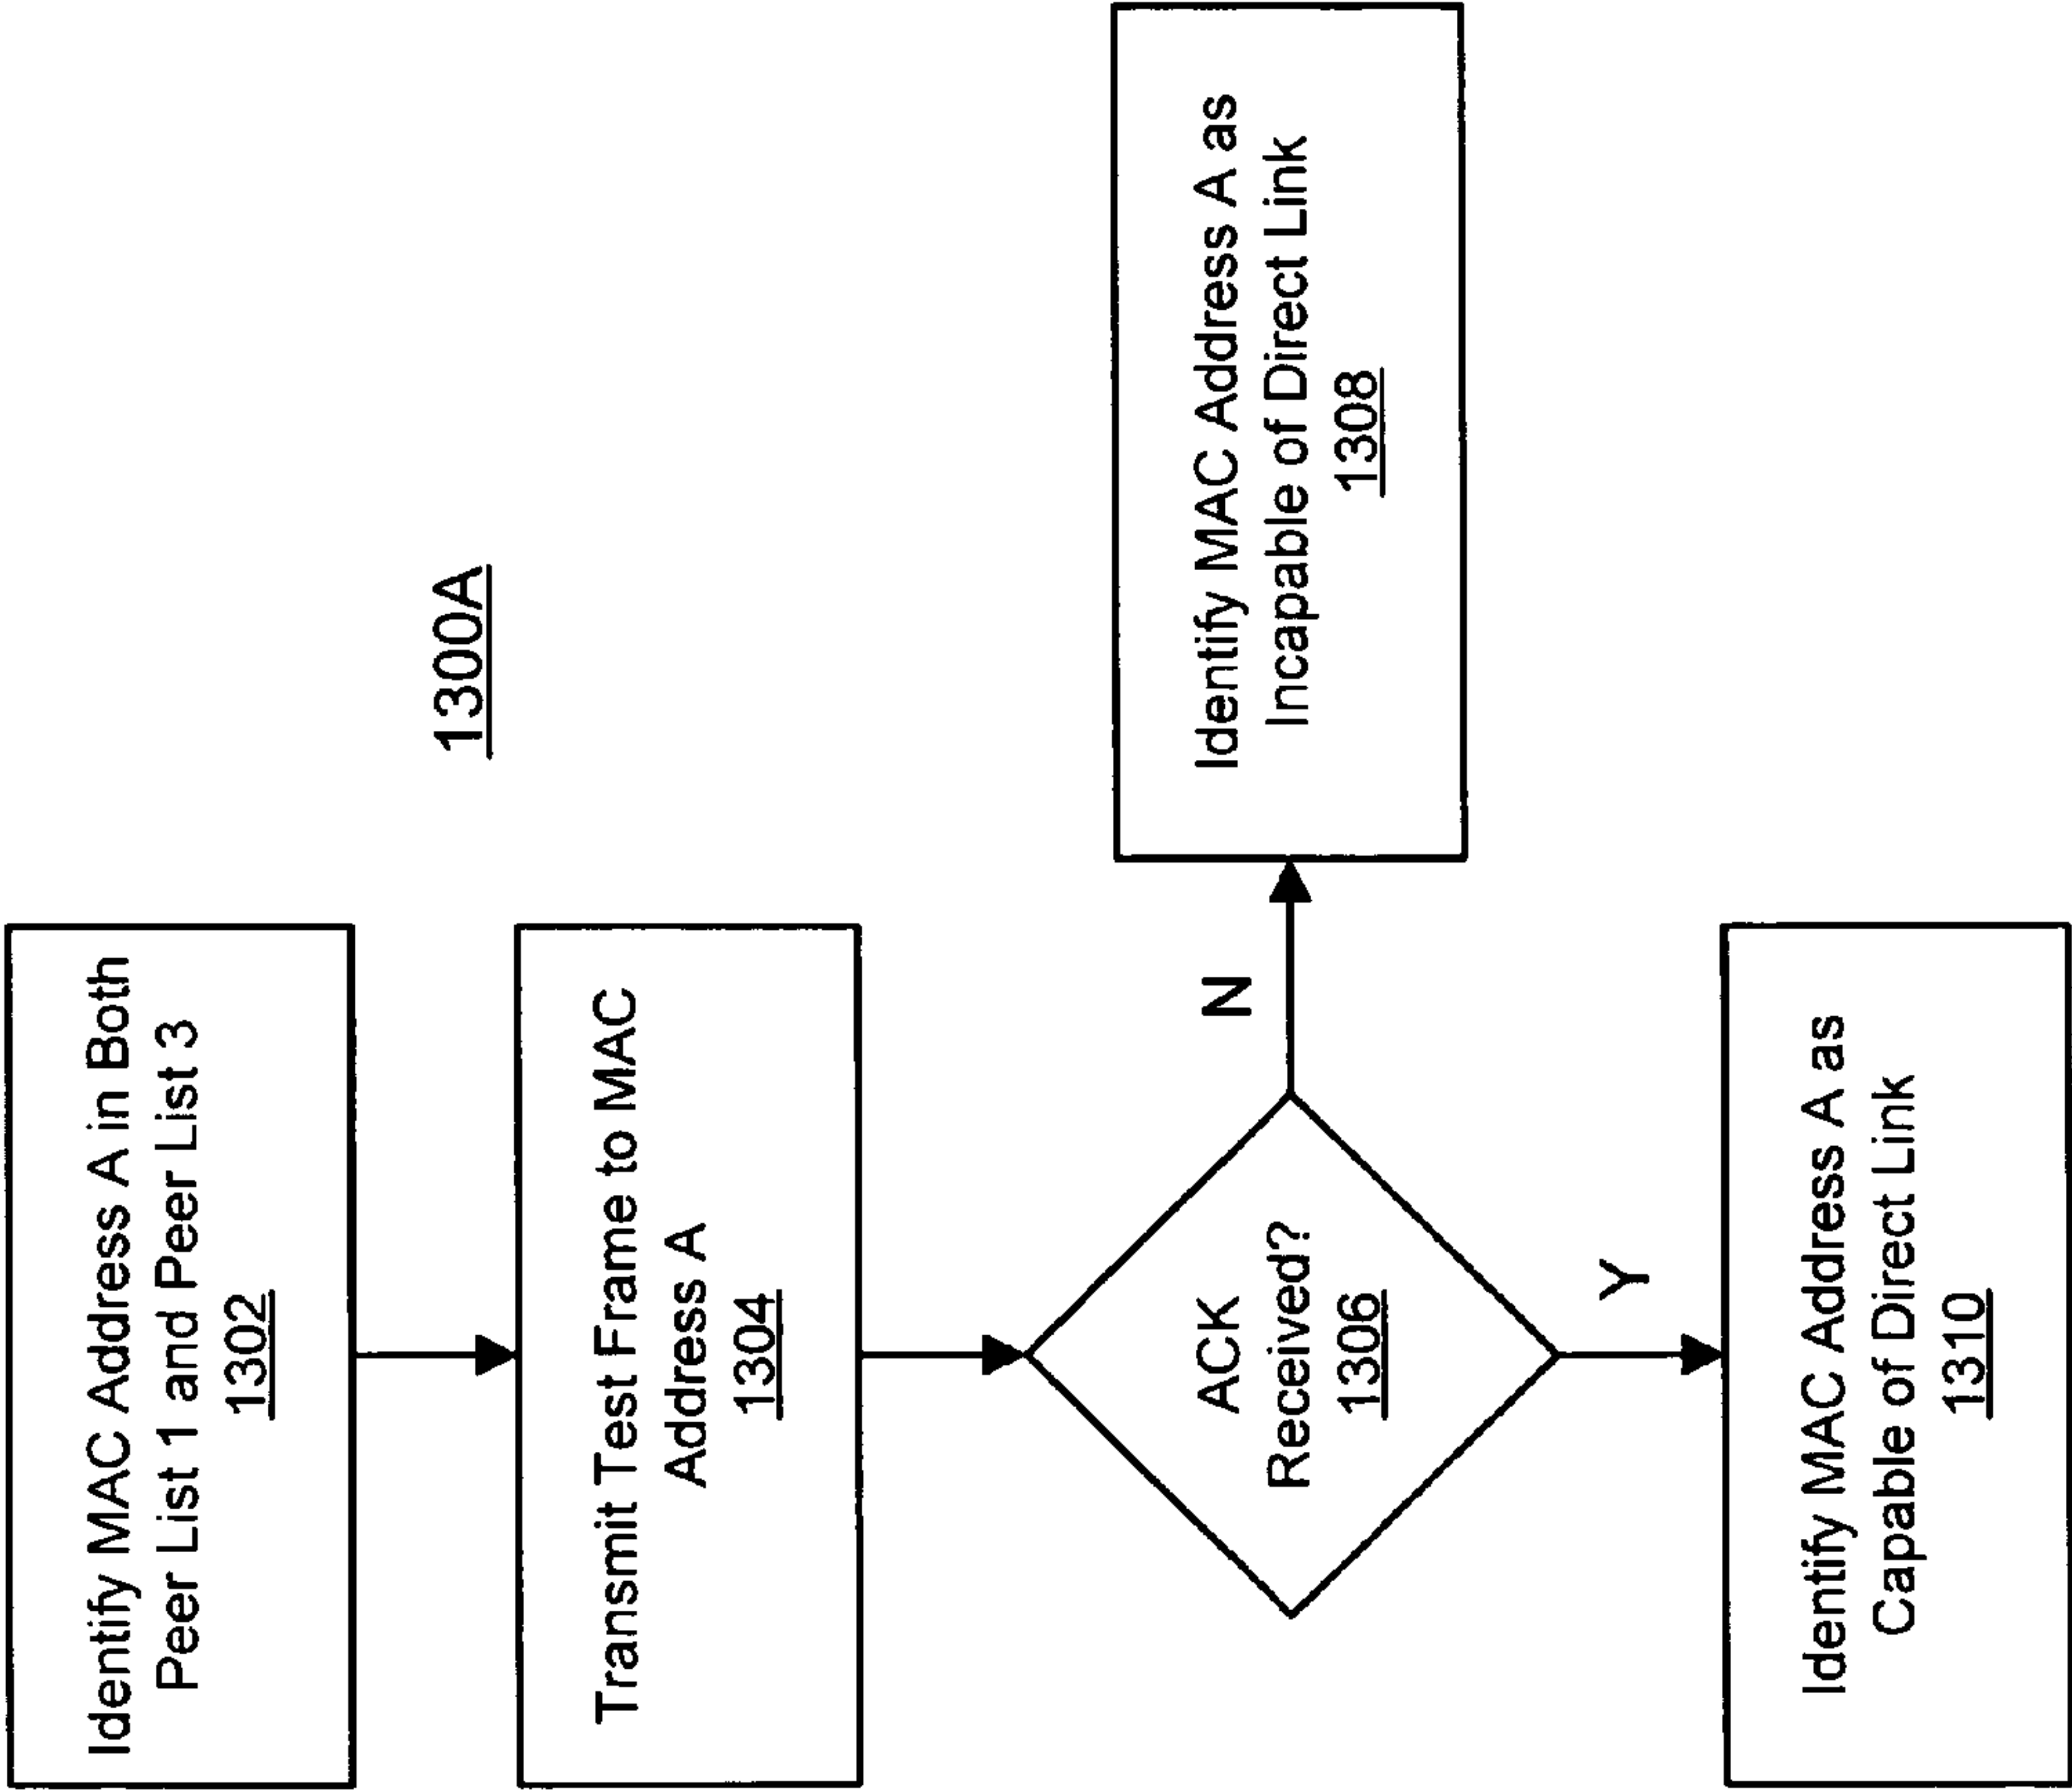 1300A
Identify MAC Address A in Both
Peer List 1 and Peer List 3
1302
Transmit Test Frame to MAC
Address A
1304
ACK
Received?
1306
N
Identify MAC Address A as
Incapable of Direct Link
1308
Y
Identify MAC Address A as
Capable of Direct Link
1310